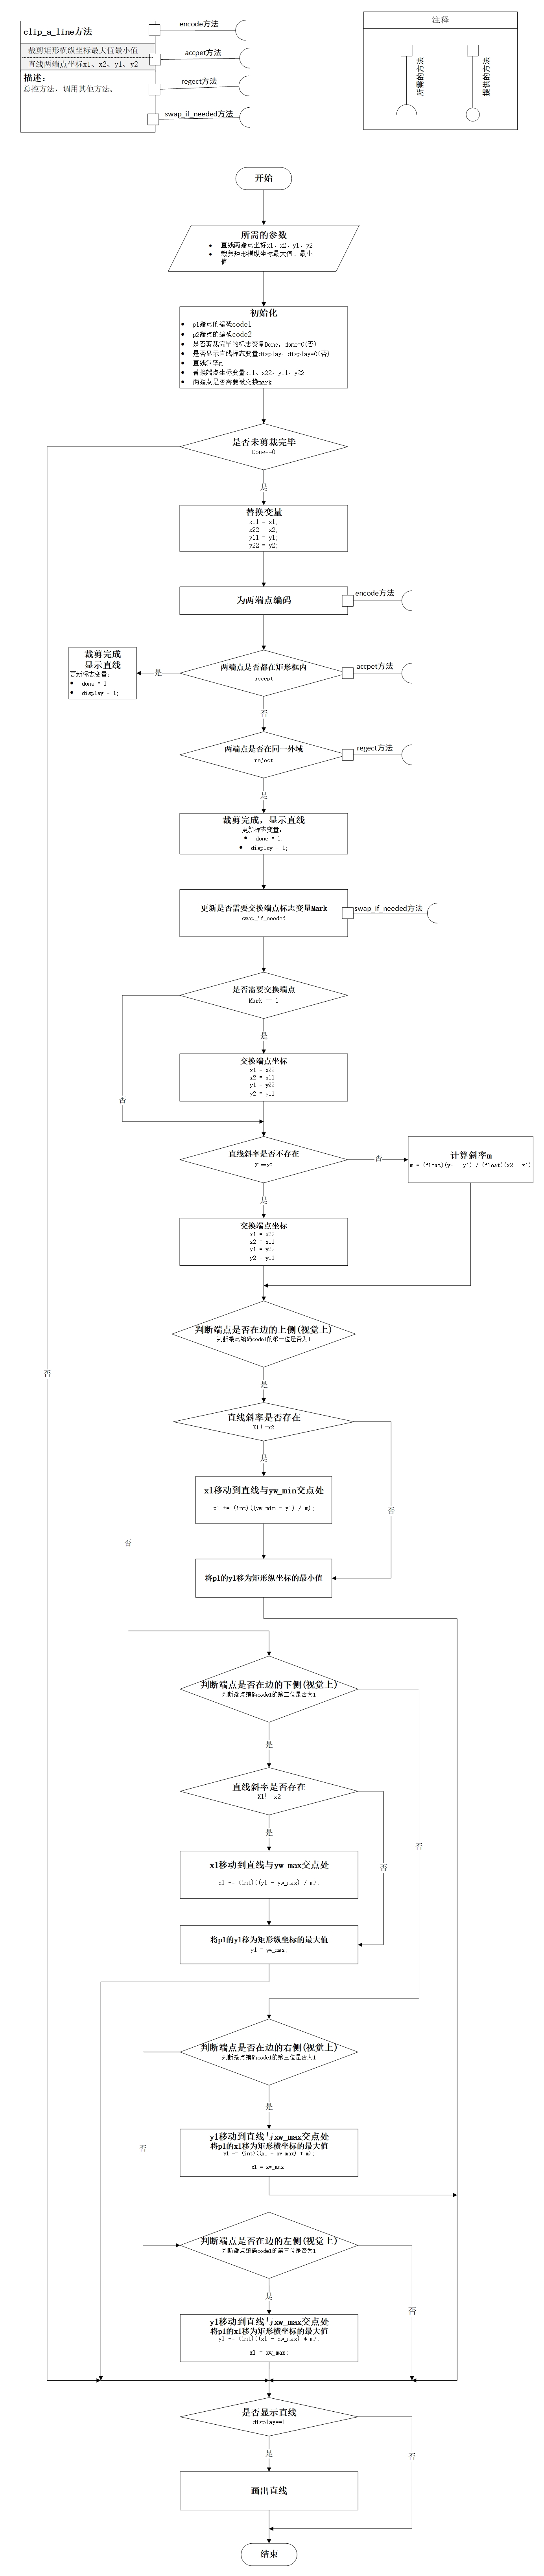 clip_a_line方法
裁剪矩形横纵坐标最大值最小值
直线两端点坐标x1、x2、y1、y2
描述:
总控方法，调用其他方法。
encode方法
accpet方法
regect方法
swap_if_needed方法
注释
所需的方法
提供的方法
开始
所需的参数
直线两端点坐标x1、x2、y1、y2
裁剪矩形横纵坐标最大值、最小
值
初始化
p1端点的编码code1
p2端点的编码code2
是否剪裁完毕的标志变量Done，done=0(否)
是否显示直线标志变量display，display=0(否)
直线斜率m
替换端点坐标变量x11、x22、y11、y22
两端点是否需要被交换mark
是否未剪裁完毕
Done==0
是
替换变量
x11 = x1;
x22 = x2;
y11 = y1;
y22 = y2;
为两端点编码
encode方法
裁剪完成
显示直线
更新标志变量:
done = 1;
display = 1;
是
两端点是否都在矩形框内
accept
accpet方法
否
两端点是否在同一外域
reject
regect方法
是
裁剪完成，显示直线
更新标志变量:
done = 1;
display = 1;
更新是否需要交换端点标志变量Mark
swap_if_needed
swap_if_needed方法
是否需要交换端点
Mark == 1
是
交换端点坐标
x1 = x22;
x2 = x11;
y1 = y22;
y2 = y11;
否
直线斜率是否不存在
X1==x2
否
计算斜率m
m = (float)(y2 - y1) / (float)(x2 - x1)
是
交换端点坐标
x1 = x22;
x2 = x11;
y1 = y22;
y2 = y11;
判断端点是否在边的上侧(视觉上)
判断端点编码code1的第一位是否为1
否
是
直线斜率是否存在
X1！=x2
是
x1移动到直线与yw_min交点处
x1 += (int)((yw_min - y1) / m);
否
否
将p1的y1移为矩形纵坐标的最小值
判断端点是否在边的下侧(视觉上)
判断端点编码code1的第二位是否为1
是
直线斜率是否存在
X1！=x2
是
否
否
x1移动到直线与yw_max交点处
x1 -= (int)((y1 - yw_max) / m);
将p1的y1移为矩形纵坐标的最大值
y1 = yw_max;
判断端点是否在边的右侧(视觉上)
判断端点编码code1的第三位是否为1
是
y1移动到直线与xw_max交点处
将p1的x1移为矩形横坐标的最大值
y1 -= (int)((x1 - xw_max) * m);
x1 = xw_max;
否
判断端点是否在边的左侧(视觉上)
判断端点编码code1的第三位是否为1
是
否
y1移动到直线与xw_max交点处
将p1的x1移为矩形横坐标的最大值
y1 -= (int)((x1 - xw_max) * m);
x1 = xw_max;
是否显示直线
display==1
是
否
画出直线
结束